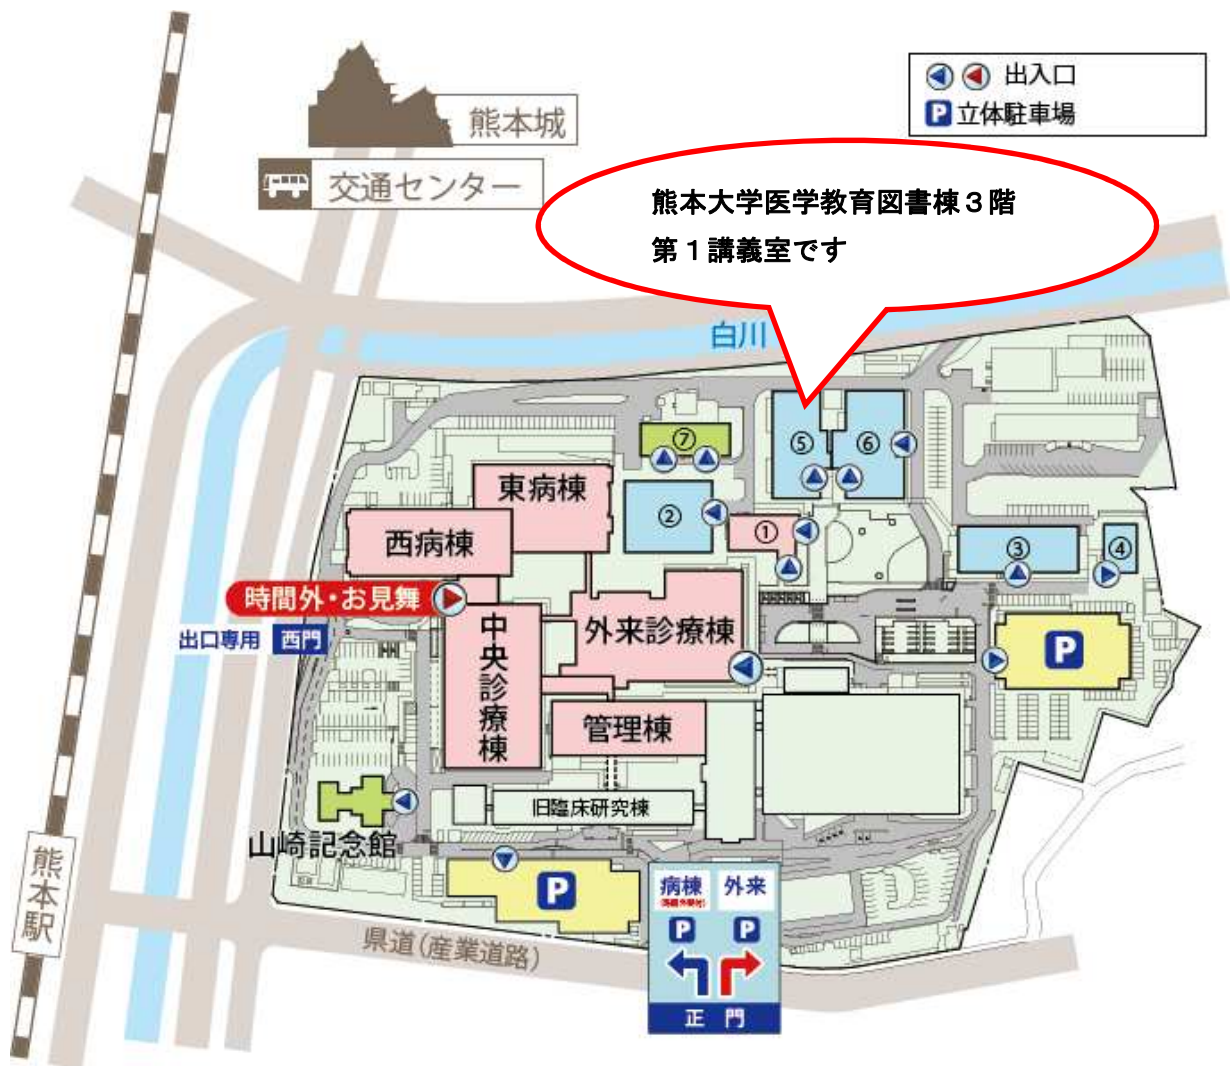 出入口
P 立体駐車場
熊本城
交通センター
熊本大学医学教育図書棟３階
第１講義室です
白川
⑦
⑤
⑥
東病棟
②
①
西病棟
③
④
時間外・お見舞
出口専用 西門
中央診療棟
外来診療棟
P
管理棟
旧臨床研究棟
山崎記念館
熊本駅
P
病棟 外来
P P
正門
県道(産業道路)